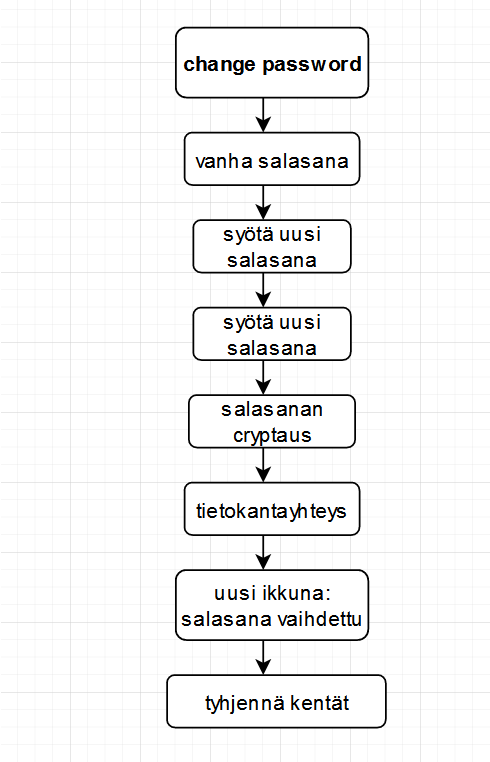 change password
vanha salasana
syötä uusi
salasana
syötä uusi
salasana
salasanan
cryptaus
tietokantayhteys
uusi ikkuna:
salasana vaihdettu
tyhjennä kentät